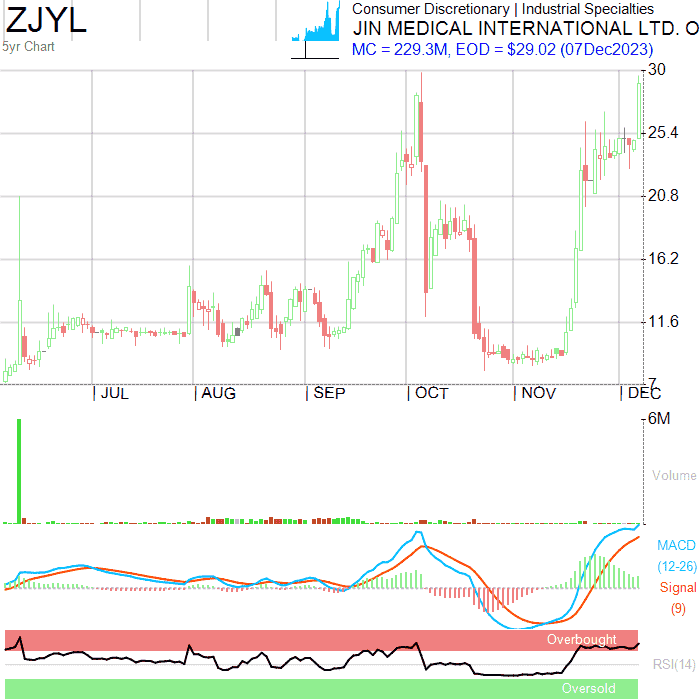 ZJYL
5yr Chart
Consumer Discretionary | Industrial Specialties
JIN MEDICAL INTERNATIONAL LTD. O
MC = 229.3M, EOD = $29.02 (07Dec2023)
30
25.4
20.8
16.2
11.6
7
JUL AUG SEP OCT NOV DEC
6M
Volume
MACD
(12-26)
Signal
(9)
Overbought
RSI(14)
Oversold